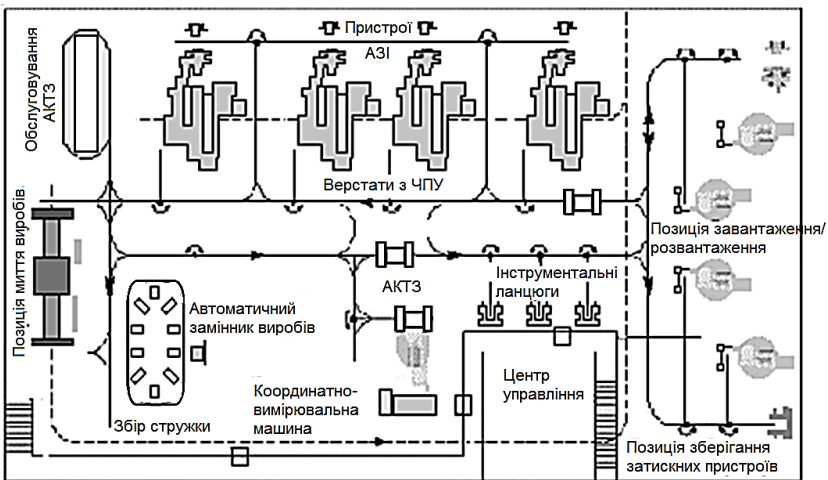 Обслуговування
АКТЗ
Пристрої
АЗІ
Верстати з ЧПУ
Позиція миття виробів
Позиція завантаження/
розвантаження
Інструментальні
ланцюги
АКТЗ
Автоматичний
замінник виробів
Збір стружки
Координатно-
вимірювальна
машина
Центр
управління
Позиція зберігання
затискних пристроїв